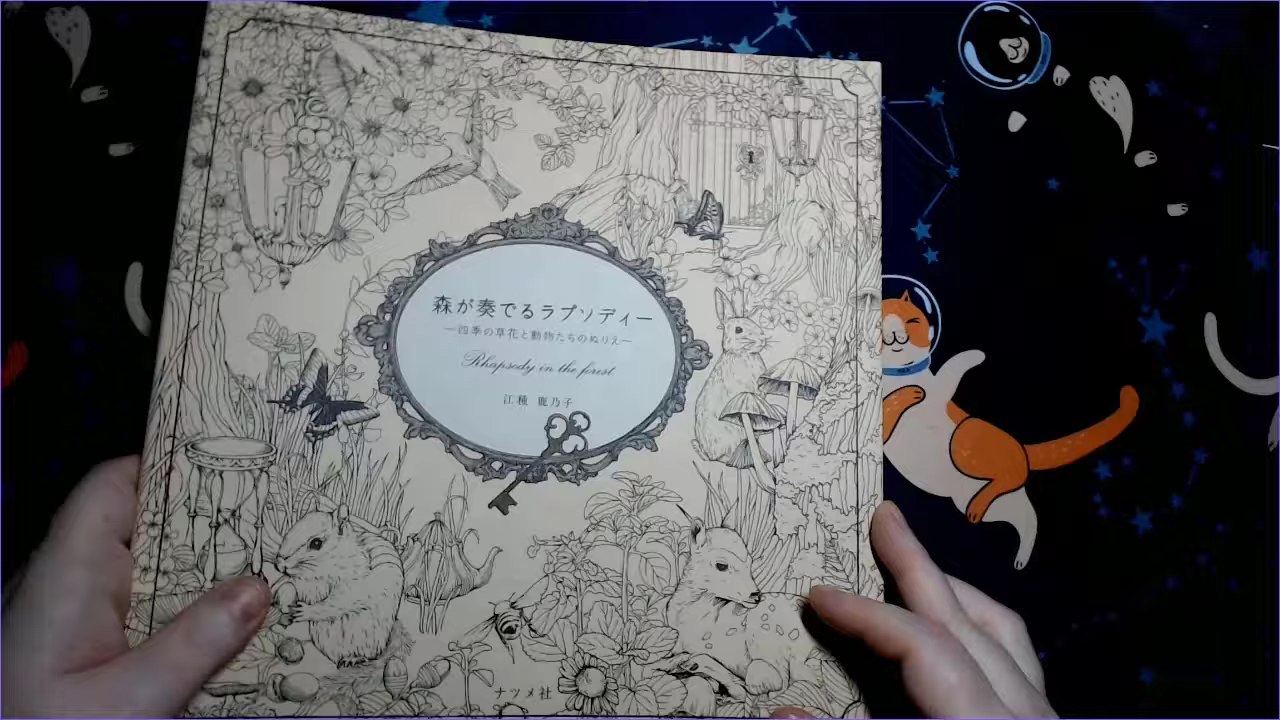 森が奏でるラプソディー
―四季の草花と動物たちのぬりえ―
Rhapsody in the forest
江種 鹿乃子
ナツメ社